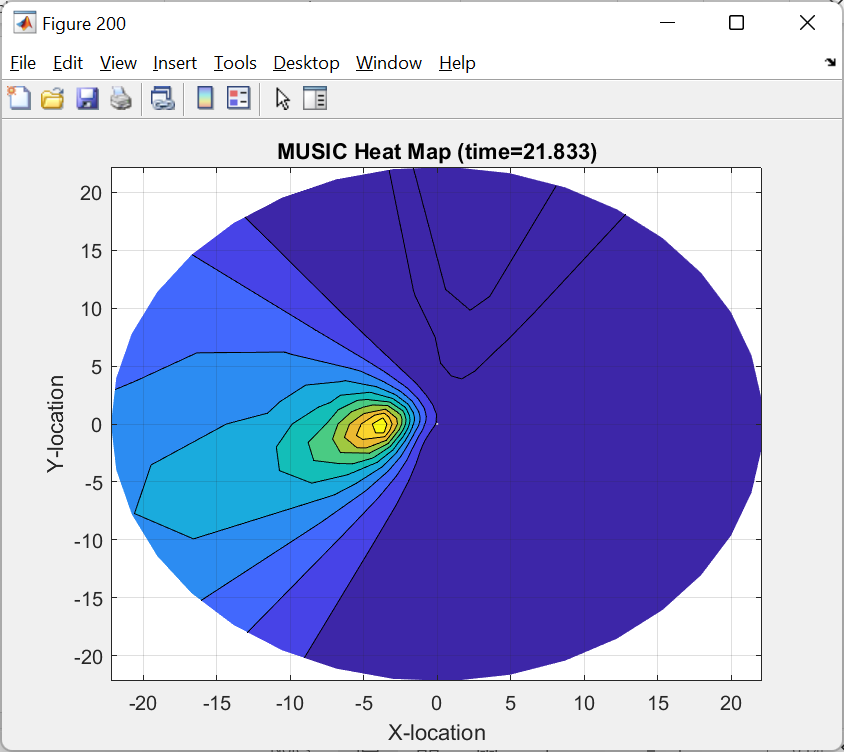 Figure 200
File Edit View Insert Tools Desktop Window Help
MUSIC Heat Map (time=21.833)
20
15
10
5
0
-5
-10
-15
-20
Y-location
-20 -15 -10 -5 0 5 10 15 20
X-location